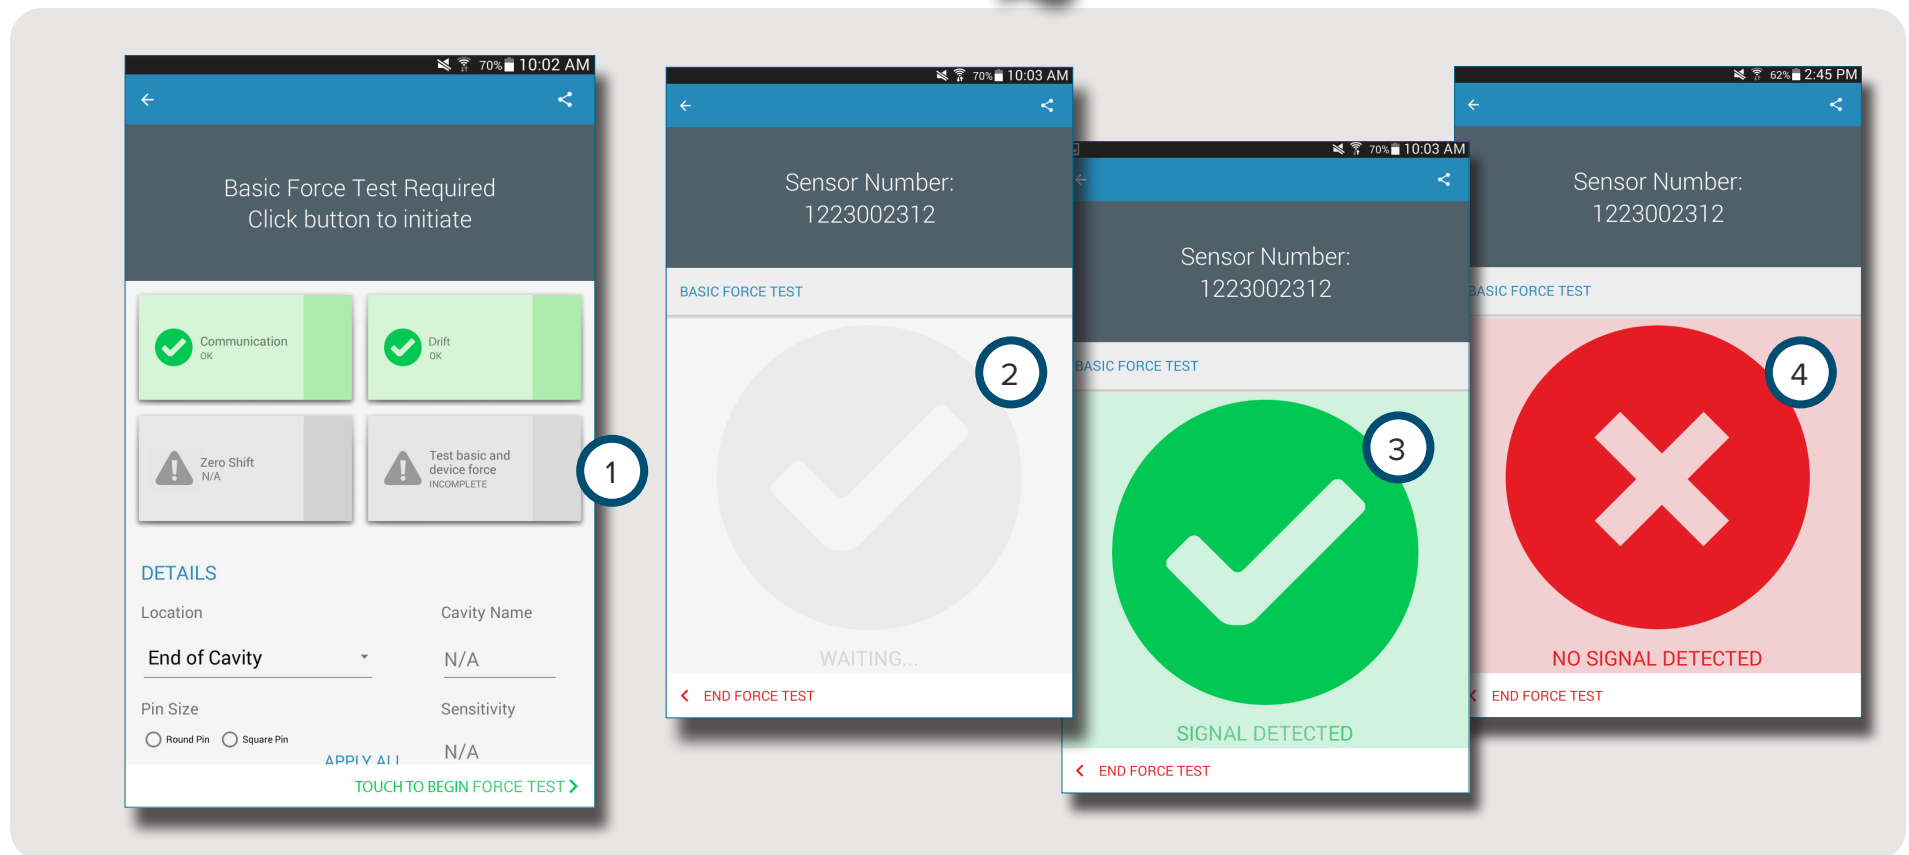 70% 10:02 AM
Basic Force Test Required
Click button to initiate
Communication
OK
Drift
OK
Zero Shift
N/A
Test basic and
device force
INCOMPLETE
1
DETAILS
Location
Cavity Name
End of Cavity
N/A
Pin Size
Sensitivity
Round Pin
Square Pin
N/A
APPLY ALL
TOUCH TO BEGIN FORCE TEST
70% 10:03 AM
Sensor Number:
1223002312
BASIC FORCE TEST
2
WAITING...
END FORCE TEST
70% 10:03 AM
Sensor Number:
1223002312
BASIC FORCE TEST
3
SIGNAL DETECTED
END FORCE TEST
62% 2:45 PM
Sensor Number:
1223002312
BASIC FORCE TEST
4
NO SIGNAL DETECTED
END FORCE TEST